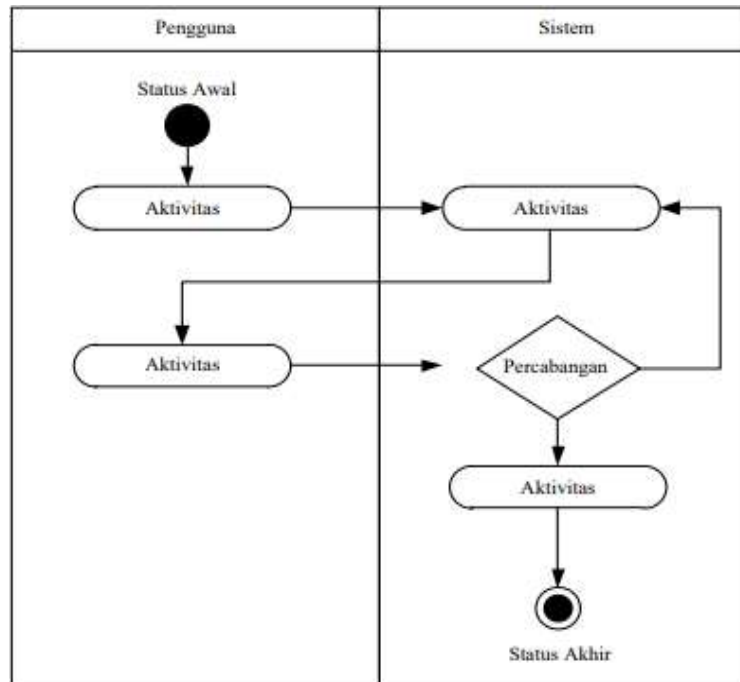 Pengguna
Sistem
Status Awal
Aktivitas
Aktivitas
Aktivitas
Percabangan
Aktivitas
Status Akhir